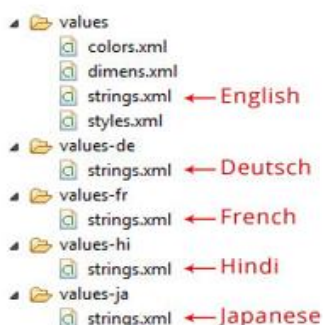 values
colors.xml
dimens.xml
strings.xml English
styles.xml
values-de
strings.xml Deutsch
values-fr
strings.xml French
values-hi
strings.xml Hindi
values-ja
strings.xml Japanese